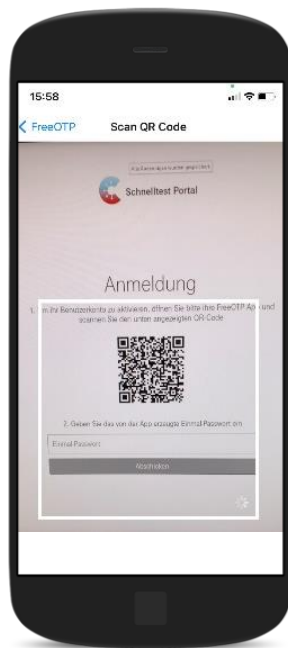 15:58
FreeOTP
Scan QR Code
Schnelltest Portal
Anmeldung
1. Um Ihr Benutzerkonto zu aktivieren, öffnen Sie bitte Ihre FreeOTP App und
scannen Sie den unten angezeigten QR-Code
2. Geben Sie das von der App erzeugte Einmal-Passwort ein
Einmal-Passwort
Abschicken